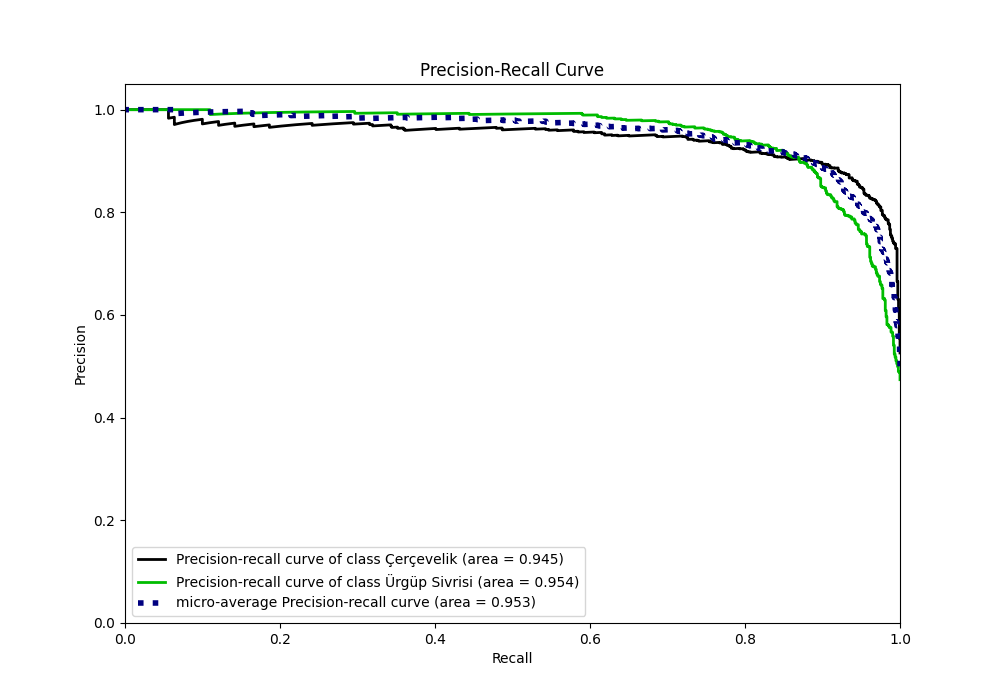 Precision-Recall Curve
1.0
0.8
0.6
0.4
0.2
0.0
Precision
Precision-recall curve of class Çerçevelik (area = 0.945)
Precision-recall curve of class Ürgüp Sivrisi (area = 0.954)
micro-average Precision-recall curve (area = 0.953)
0.0 0.2 0.4 0.6 0.8 1.0
Recall